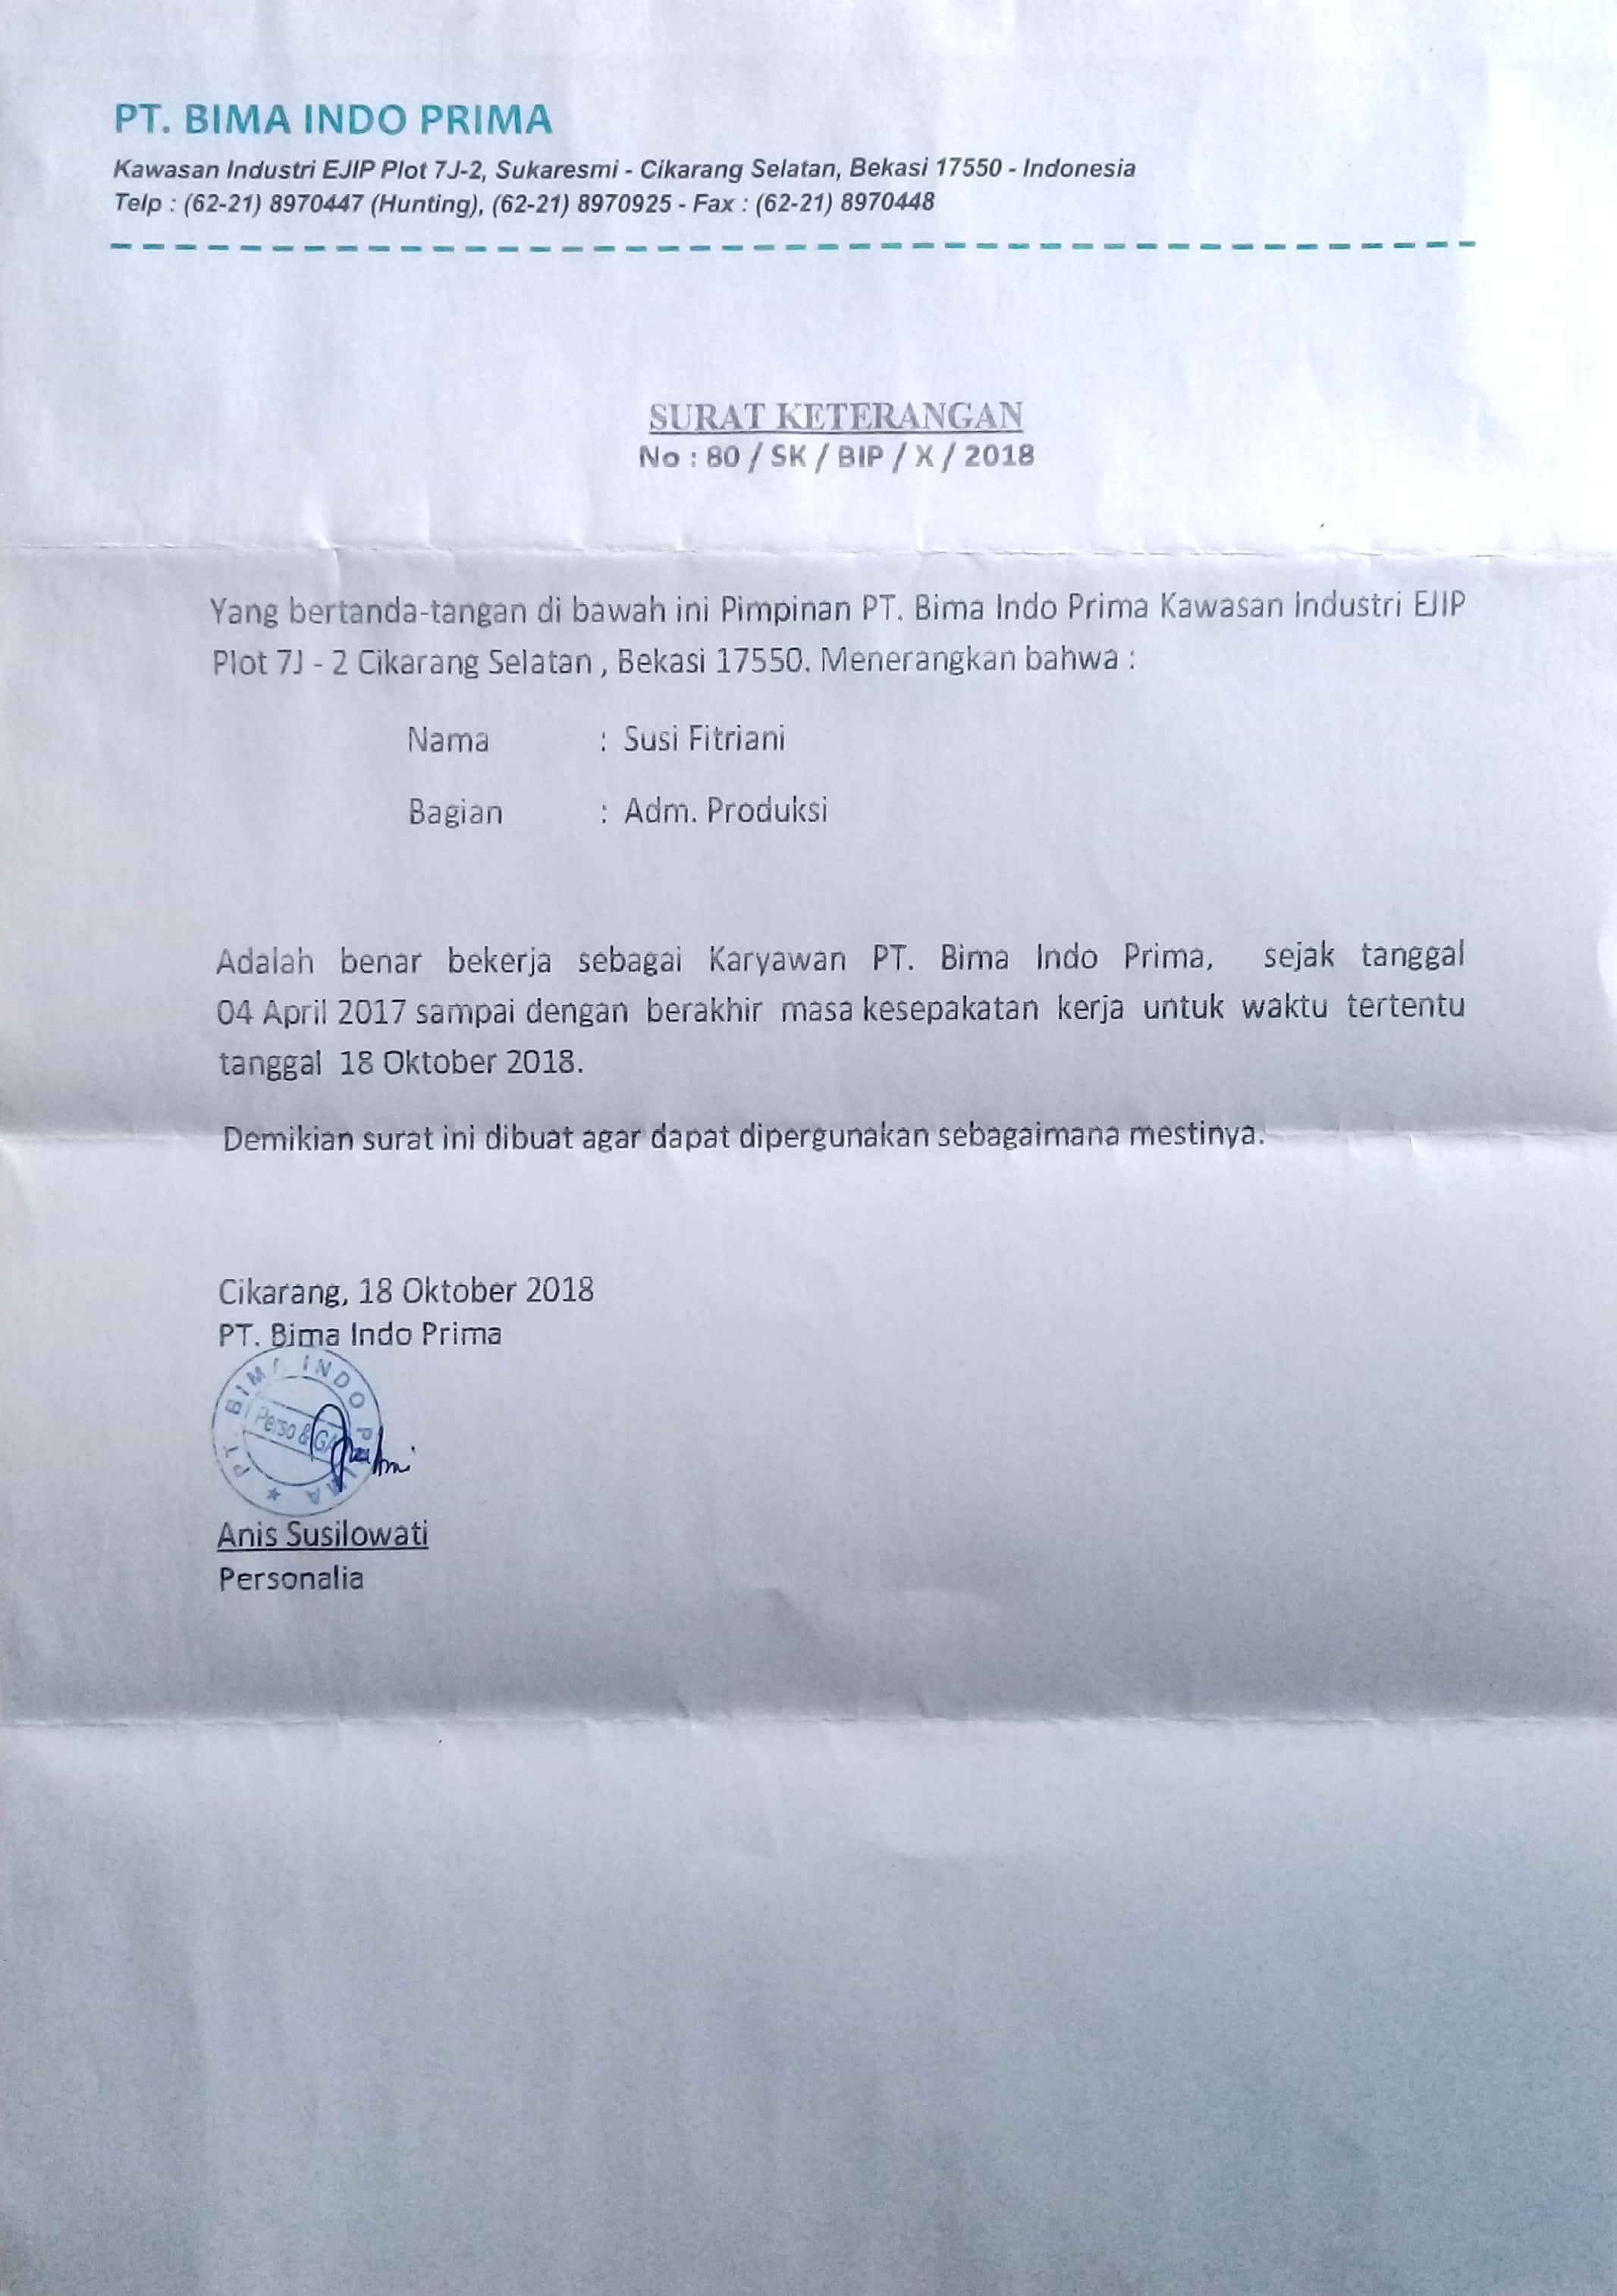 PT. BIMA INDO PRIMA
Kawasan Industri EJIP Plot 7J-2, Sukaresmi - Cikarang Selatan, Bekasi 17550 - Indonesia
Telp : (62-21) 8970447 (Hunting), (62-21) 8970925 - Fax : (62-21) 8970448
SURAT KETERANGAN
No : 80 / SK / BIP / X / 2018
Yang bertanda-tangan di bawah ini Pimpinan PT. Bima Indo Prima Kawasan Industri EJIP
Plot 7J - 2 Cikarang Selatan , Bekasi 17550. Menerangkan bahwa :
Nama : Susi Fitriani
Bagian : Adm. Produksi
Adalah benar bekerja sebagai Karyawan PT. Bima Indo Prima, sejak tanggal
04 April 2017 sampai dengan berakhir masa kesepakatan kerja untuk waktu tertentu
tanggal 18 Oktober 2018.
Demikian surat ini dibuat agar dapat dipergunakan sebagaimana mestinya.
Cikarang, 18 Oktober 2018
PT. Bima Indo Prima
PT. BIMA INDO PRIMA
Perso & GA
Anis Susilowati
Personalia